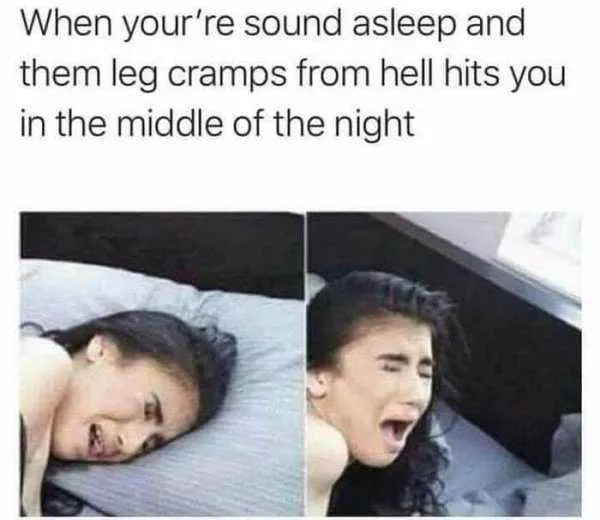 When your're sound asleep and
them leg cramps from hell hits you
in the middle of the night